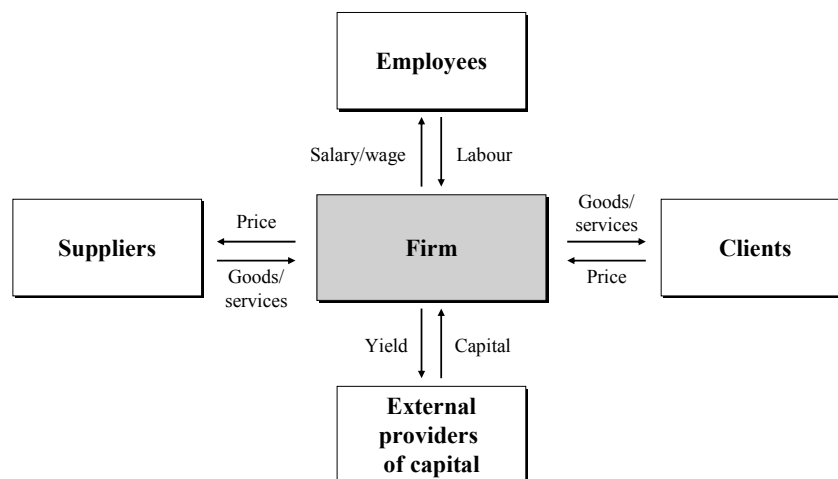 Employees
Salary/wage
Labour
Suppliers
Price
Goods/
services
Firm
Goods/
services
Price
Clients
Yield
Capital
External
providers
of capital